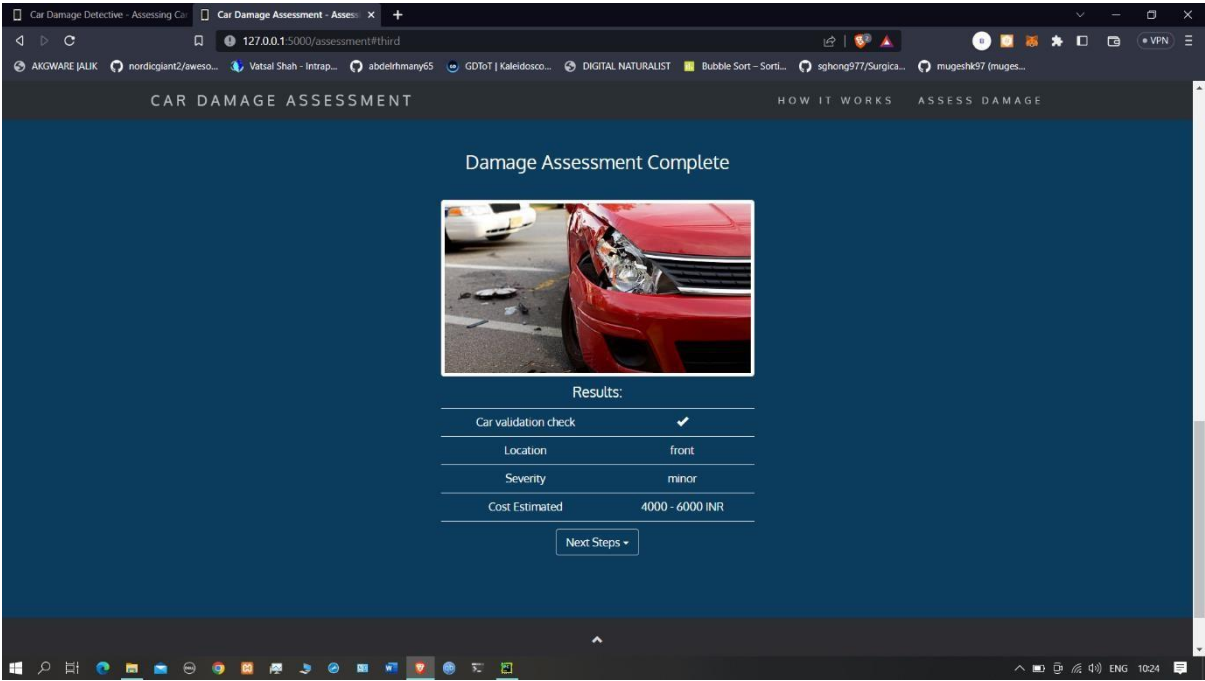 Car Damage Detective - Assessing Car
Car Damage Assessment - Assess
127.0.0.1:5000/assessment#third
VPN
AKGWARE |ALIK
nordicgiant2/aweso...
Vatsal Shah - Intrap...
abdelrhmany65
GDToT | Kaleidosco...
DIGITAL NATURALIST
Bubble Sort – Sorti...
sghong977/Surgica...
mugeshk97 (muges...
CAR DAMAGE ASSESSMENT
HOW IT WORKS
ASSESS DAMAGE
Damage Assessment Complete
Results:
Car validation check
Location front
Severity minor
Cost Estimated 4000 - 6000 INR
Next Steps
ENG 10:24